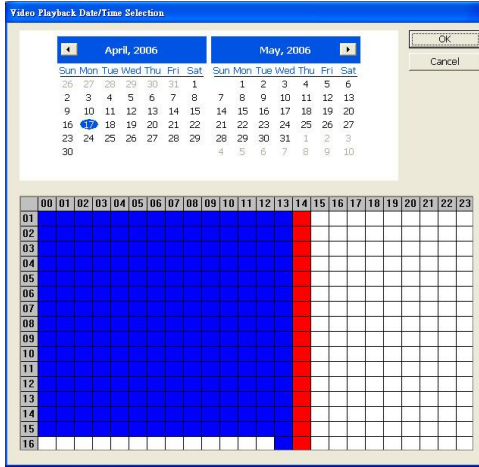 Video Playback Date/Time Selection
OK
Cancel
April, 2006
May, 2006
Sun Mon Tue Wed Thu Fri Sat Sun Mon Tue Wed Thu Fri Sat
26 27 28 29 30 31 1 1 2 3 4 5 6
2 3 4 5 6 7 8 7 8 9 10 11 12 13
9 10 11 12 13 14 15 14 15 16 17 18 19 20
16 17 18 19 20 21 22 21 22 23 24 25 26 27
23 24 25 26 27 28 29 28 29 30 31 1 2 3
30 4 5 6 7 8 9 10
00 01 02 03 04 05 06 07 08 09 10 11 12 13 14 15 16 17 18 19 20 21 22 23
01
02
03
04
05
06
07
08
09
10
11
12
13
14
15
16